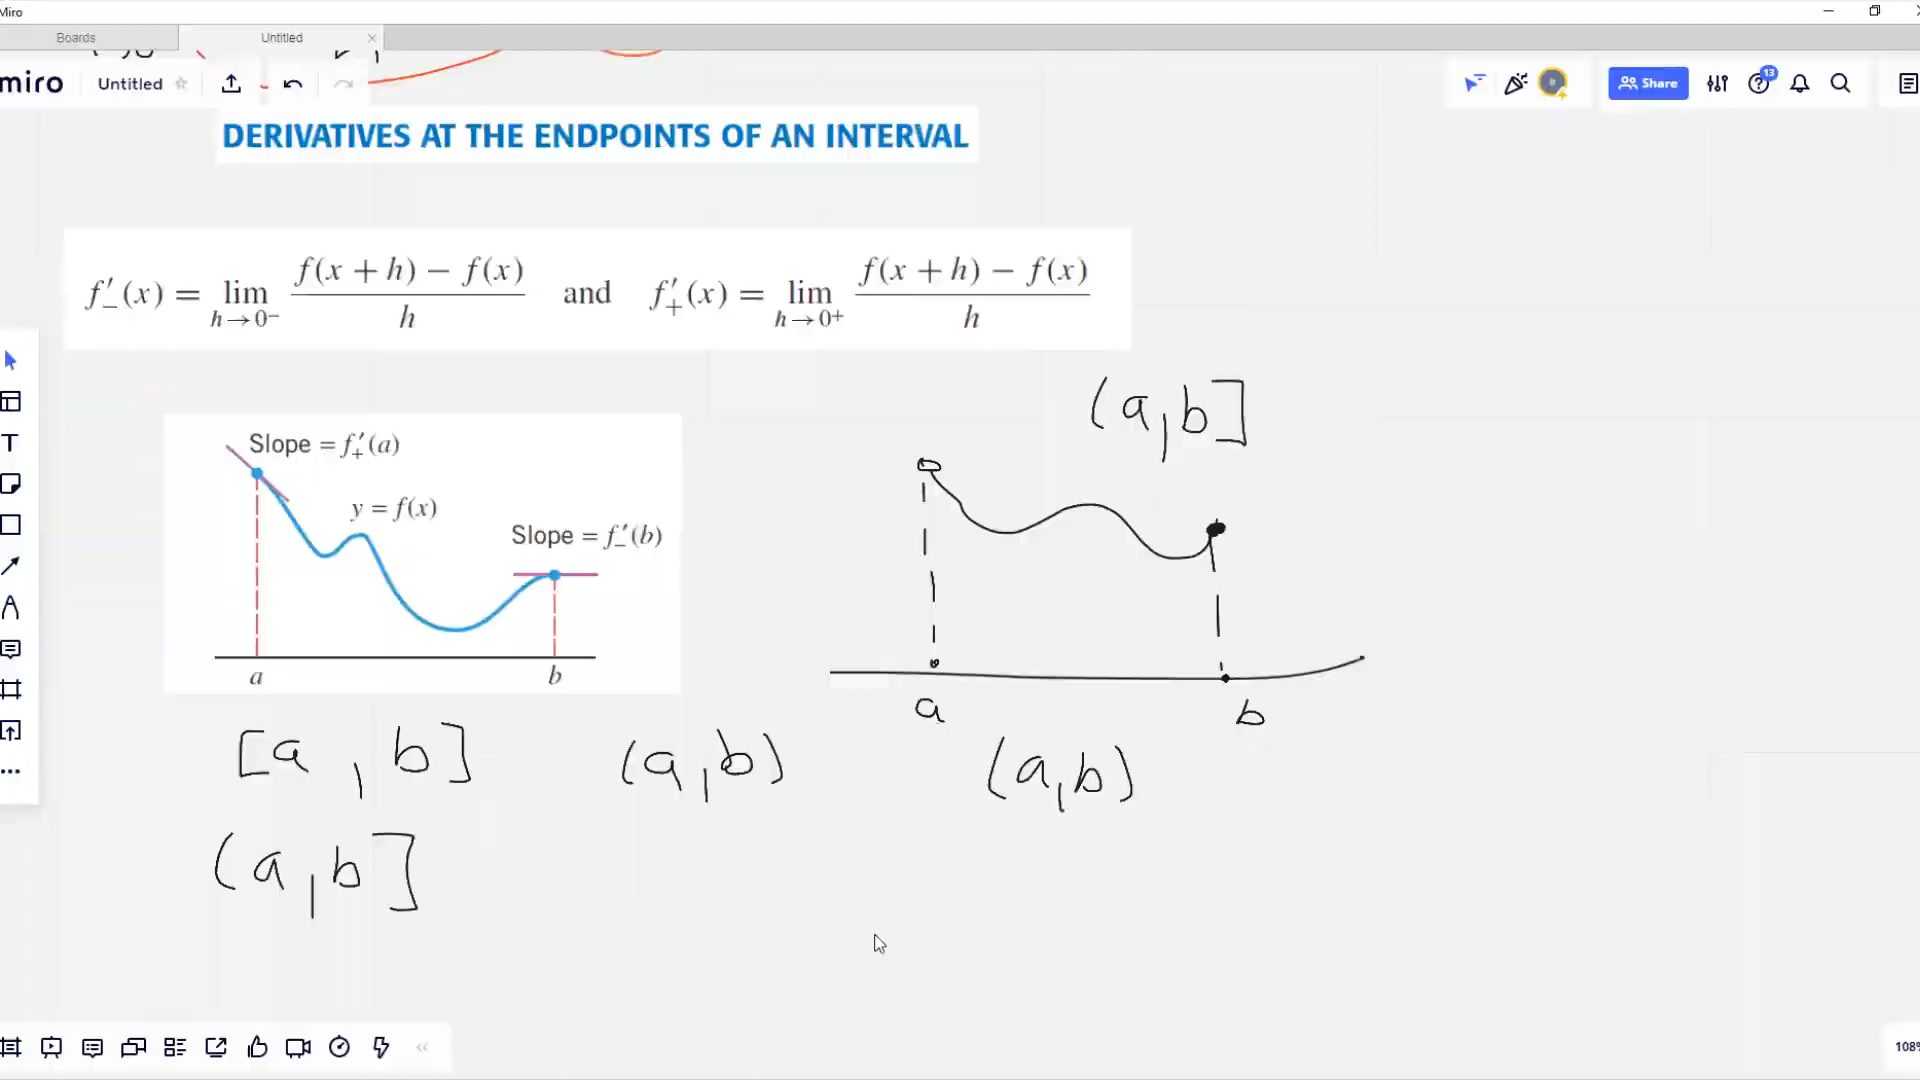 Miro
Boards
Untitled
miro
Untitled
Share
13
DERIVATIVES AT THE ENDPOINTS OF AN INTERVAL
f′₋(x) = lim h→0⁻ f(x + h) − f(x) / h and f′₊(x) = lim h→0⁺ f(x + h) − f(x) / h
(a,b]
Slope = f′₊(a)
y = f(x)
Slope = f′₋(b)
a b
a b
[a , b] (a,b) (a,b)
(a,b]
T
108%